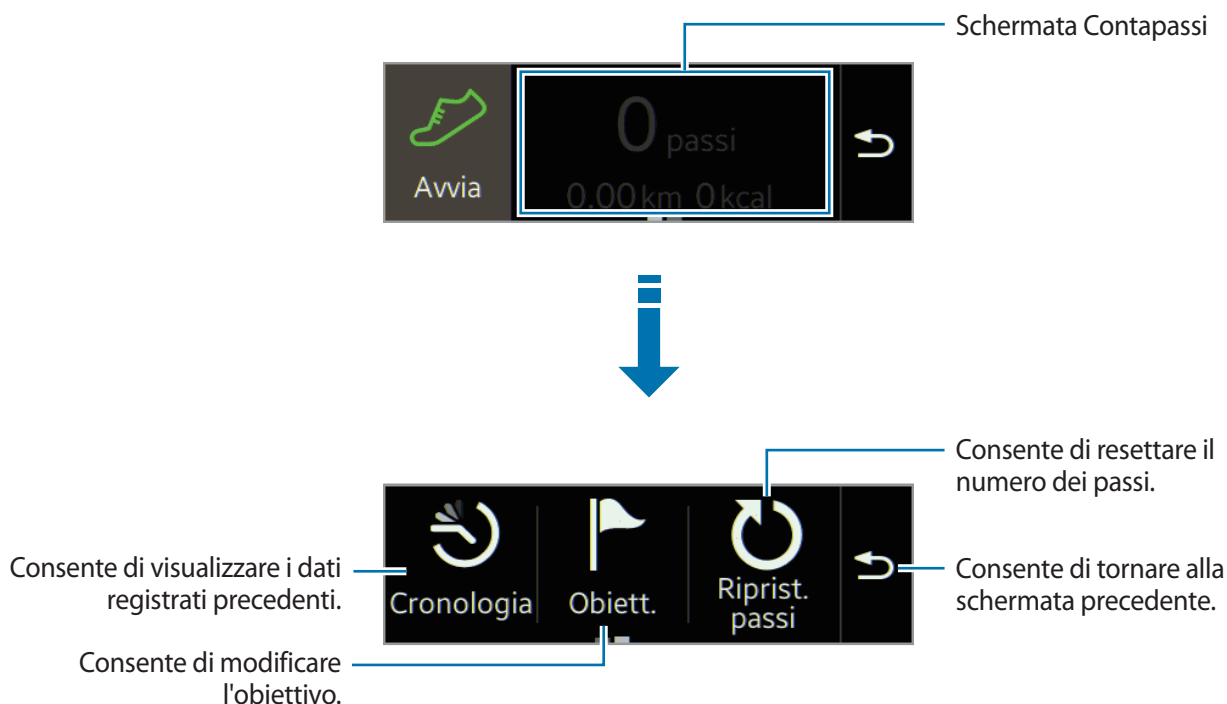 Schermata Contapassi
0 passi
Avvia
0.00 km 0 kcal
Consente di resettare il
numero dei passi.
Consente di visualizzare i dati
registrati precedenti.
Cronologia
Obiett.
Riprist.
passi
Consente di tornare alla
schermata precedente.
Consente di modificare
l'obiettivo.